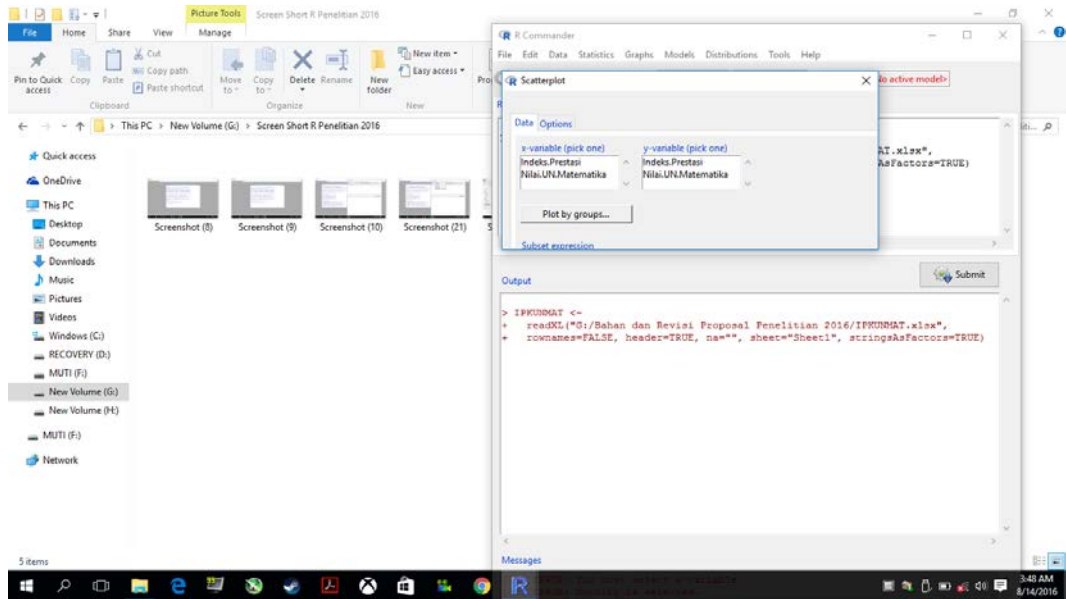 Picture Tools
Screen Short R Penelitian 2016
File Home Share View Manage
Pin to Quick access
Copy
Paste
Cut
Copy path
Paste shortcut
Clipboard
Move to
Copy to
Delete
Rename
Organize
New folder
New item
Easy access
New
This PC > New Volume (G:) > Screen Short R Penelitian 2016
Quick access
OneDrive
This PC
Desktop
Documents
Downloads
Music
Pictures
Videos
Windows (C:)
RECOVERY (D:)
MUTI (F:)
New Volume (G:)
New Volume (H:)
MUTI (F:)
Network
Screenshot (8)
Screenshot (9)
Screenshot (10)
Screenshot (21)
5 items
R Commander
File Edit Data Statistics Graphs Models Distributions Tools Help
No active model>
Scatterplot
Data Options
x-variable (pick one)
Indeks.Prestasi
Nilai.UN.Matematika
y-variable (pick one)
Indeks.Prestasi
Nilai.UN.Matematika
Plot by groups...
Subset expression
AT.xlsx",
AsFactors=TRUE)
Submit
Output
> IPKUNMAT <-
+ readXL("G:/Bahan dan Revisi Proposal Penelitian 2016/IPKUNMAT.xlsx",
+ rownames=FALSE, header=TRUE, na="", sheet="Sheet1", stringsAsFactors=TRUE)
Messages
3:48 AM
8/14/2016